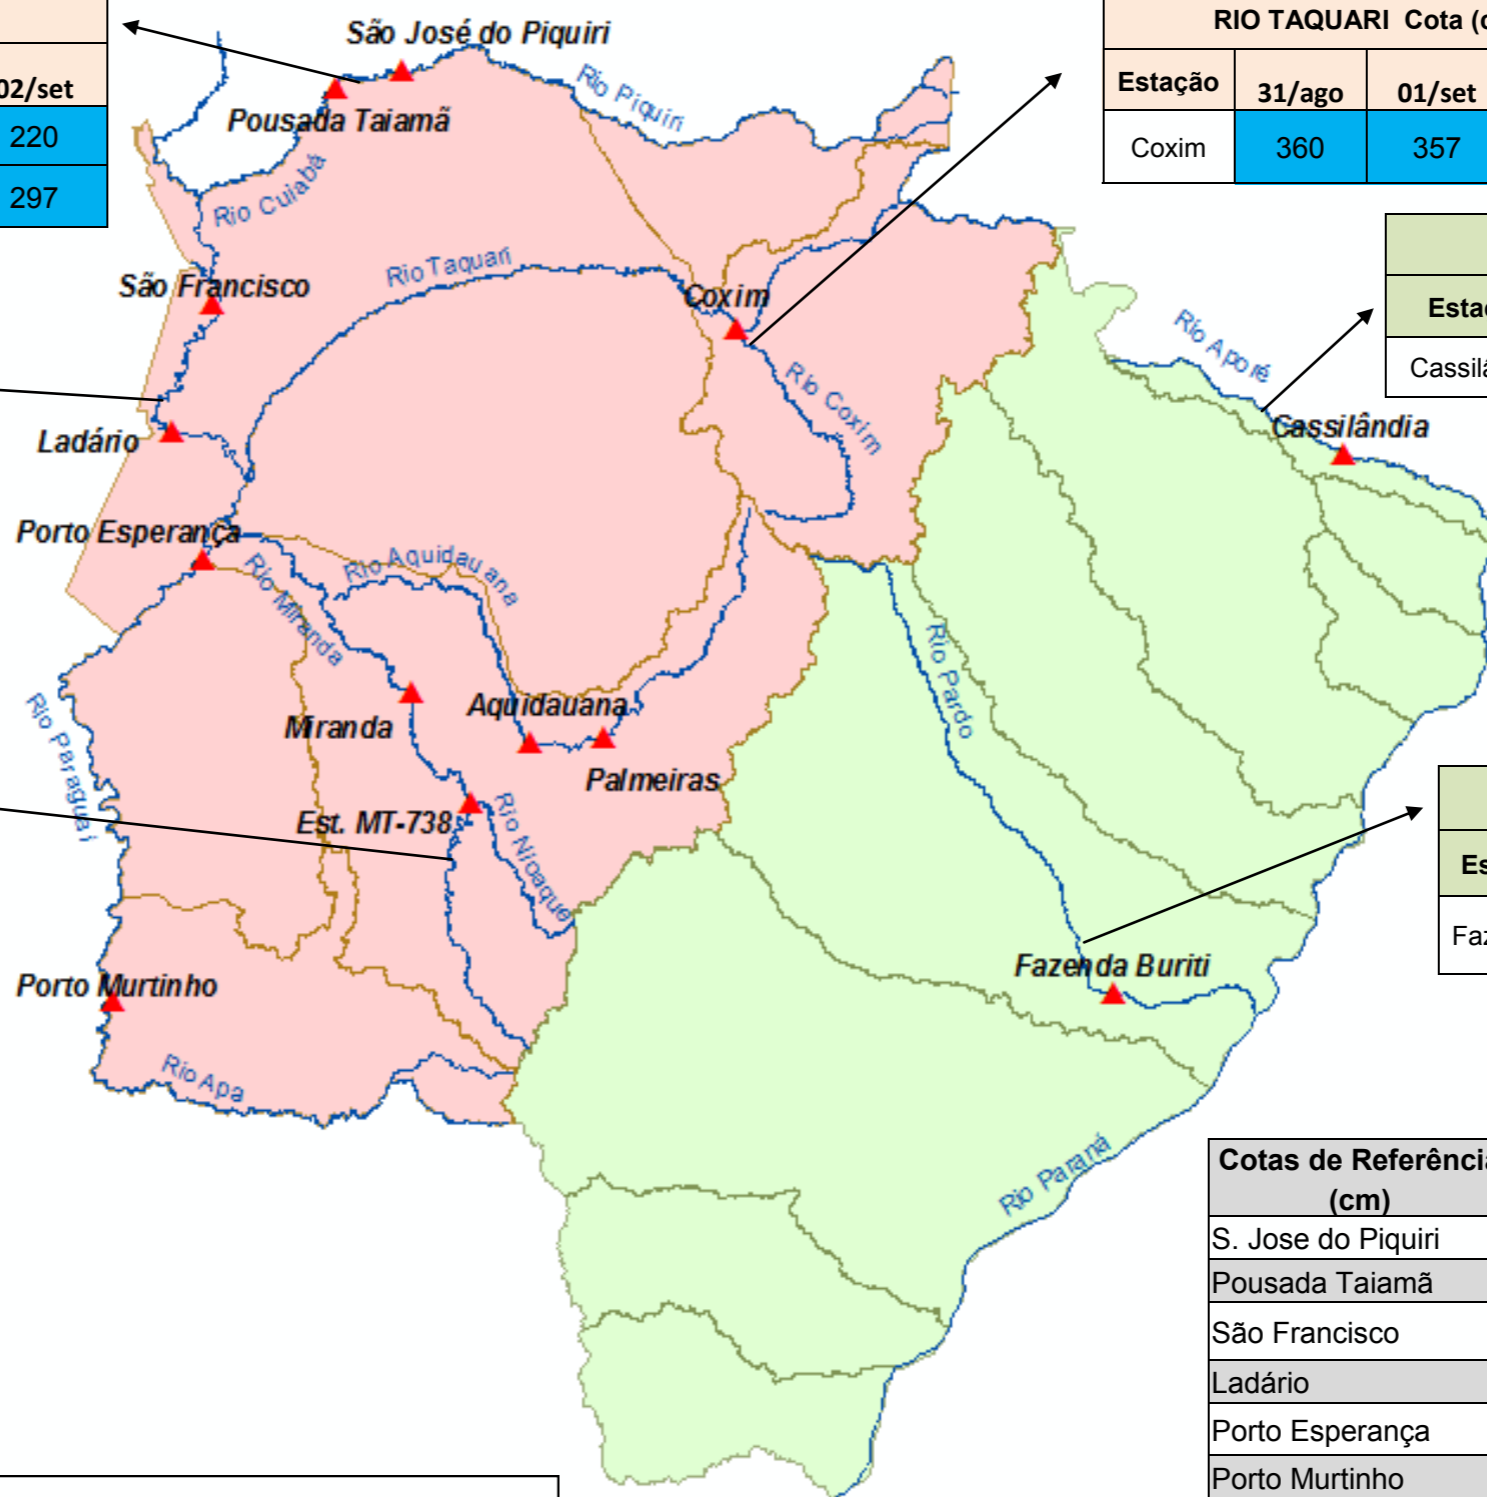 02/set
220
297
RIO TAQUARI Cota (c
Estação 31/ago 01/set
Coxim 360 357
São José do Piquiri
Pousada Taiamã
Rio Piquiri
Rio Cuiabá
São Francisco
Rio Taquari
Coxim
Rio Coxim
Rio Aporé
Esta
Cassilâ
Cassilândia
Ladário
Porto Esperança
Rio Aquidauana
Rio Miranda
Rio Pardo
Rio Paraguai
Miranda
Aquidauana
Palmeiras
Est. MT-738
Rio Nioaque
Es
Faz
Fazenda Buriti
Porto Murtinho
Rio Apa
Rio Paraná
Cotas de Referência
(cm)
S. Jose do Piquiri
Pousada Taiamã
São Francisco
Ladário
Porto Esperança
Porto Murtinho